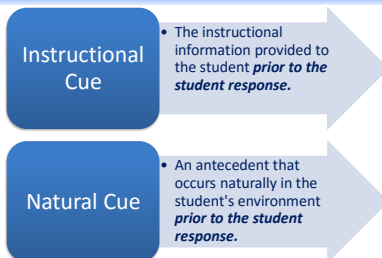 Instructional
Cue
• The instructional
information provided to
the student prior to the
student response.
Natural Cue
• An antecedent that
occurs naturally in the
student's environment
prior to the student
response.